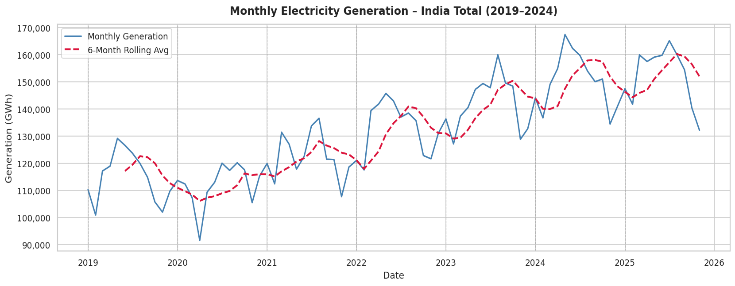 Monthly Electricity Generation – India Total (2019–2024)
Monthly Generation
6-Month Rolling Avg
Generation (GWh)
170,000
160,000
150,000
140,000
130,000
120,000
110,000
100,000
90,000
2019 2020 2021 2022 2023 2024 2025 2026
Date